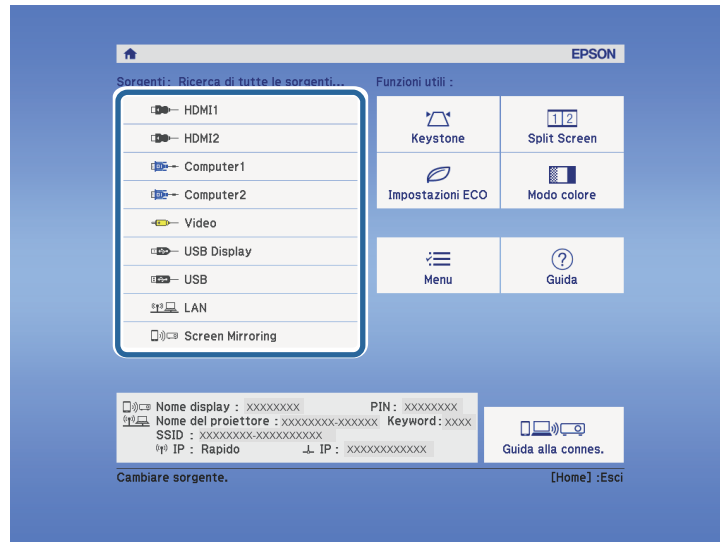 EPSON
Sorgenti : Ricerca di tutte le sorgenti...
Funzioni utili :
HDMI1
HDMI2
Computer1
Computer2
Video
USB Display
USB
LAN
Screen Mirroring
Keystone
1 2
Split Screen
Impostazioni ECO
Modo colore
Menu
? 
Guida
Nome display : XXXXXXXX PIN : XXXXXXXX
Nome del proiettore : XXXXXXXX-XXXXXX Keyword : XXXX
SSID : XXXXXXXX-XXXXXXXXXX
IP : Rapido IP : XXXXXXXXXXXX
Guida alla connes.
Cambiare sorgente. [Home] :Esci